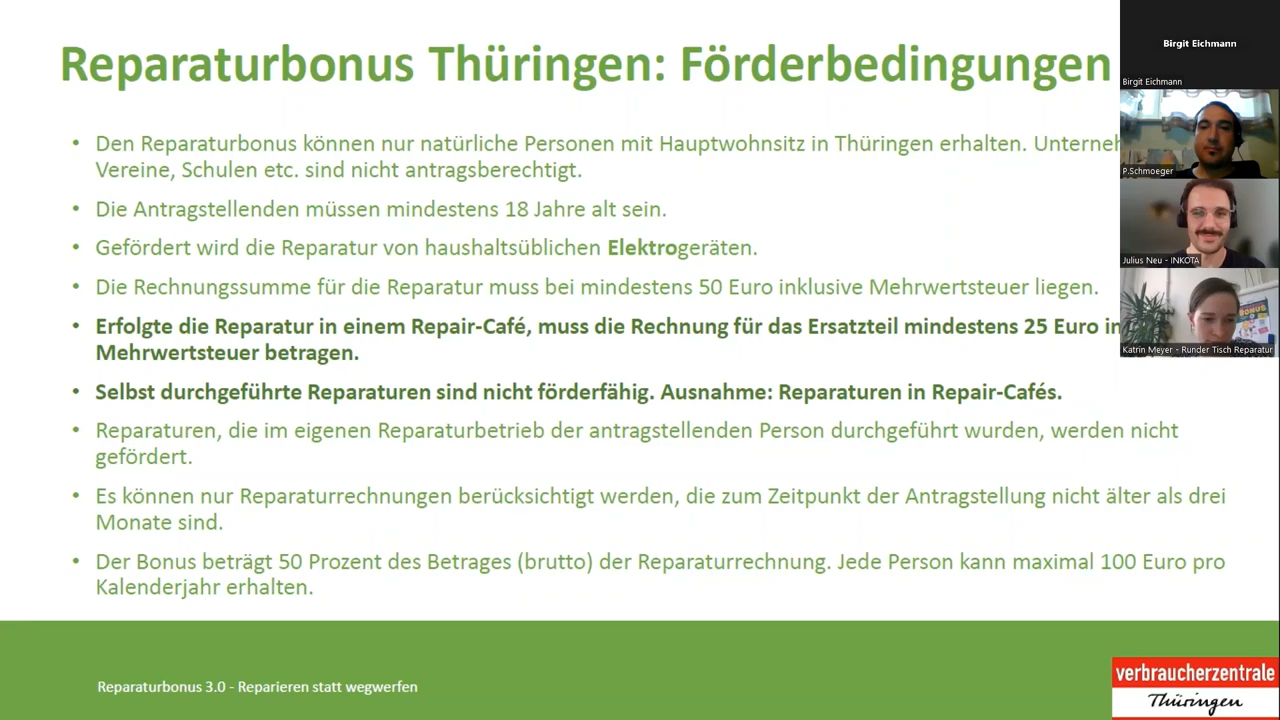 Reparaturbonus Thüringen: Förderbedingungen
• Den Reparaturbonus können nur natürliche Personen mit Hauptwohnsitz in Thüringen erhalten.
Vereine, Schulen etc. sind nicht antragsberechtigt.
• Die Antragstellenden müssen mindestens 18 Jahre alt sein.
• Gefördert wird die Reparatur von haushaltsüblichen Elektrogeräten.
• Die Rechnungssumme für die Reparatur muss bei mindestens 50 Euro inklusive Mehrwertsteuer liegen.
• Erfolgte die Reparatur in einem Repair-Café, muss die Rechnung für das Ersatzteil mindestens 25 Euro
Mehrwertsteuer betragen.
• Selbst durchgeführte Reparaturen sind nicht förderfähig. Ausnahme: Reparaturen in Repair-Cafés.
• Reparaturen, die im eigenen Reparaturbetrieb der antragstellenden Person durchgeführt wurden, werden nicht
gefördert.
• Es können nur Reparaturrechnungen berücksichtigt werden, die zum Zeitpunkt der Antragstellung nicht älter als drei
Monate sind.
• Der Bonus beträgt 50 Prozent des Betrages (brutto) der Reparaturrechnung. Jede Person kann maximal 100 Euro pro
Kalenderjahr erhalten.
Reparaturbonus 3.0 - Reparieren statt wegwerfen
verbraucherzentrale
Thüringen
Birgit Eichmann
Birgit Eichmann
P.Schmoeger
Julius Neu - INKOTA
BONUS
Katrin Meyer - Runder Tisch Reparatur